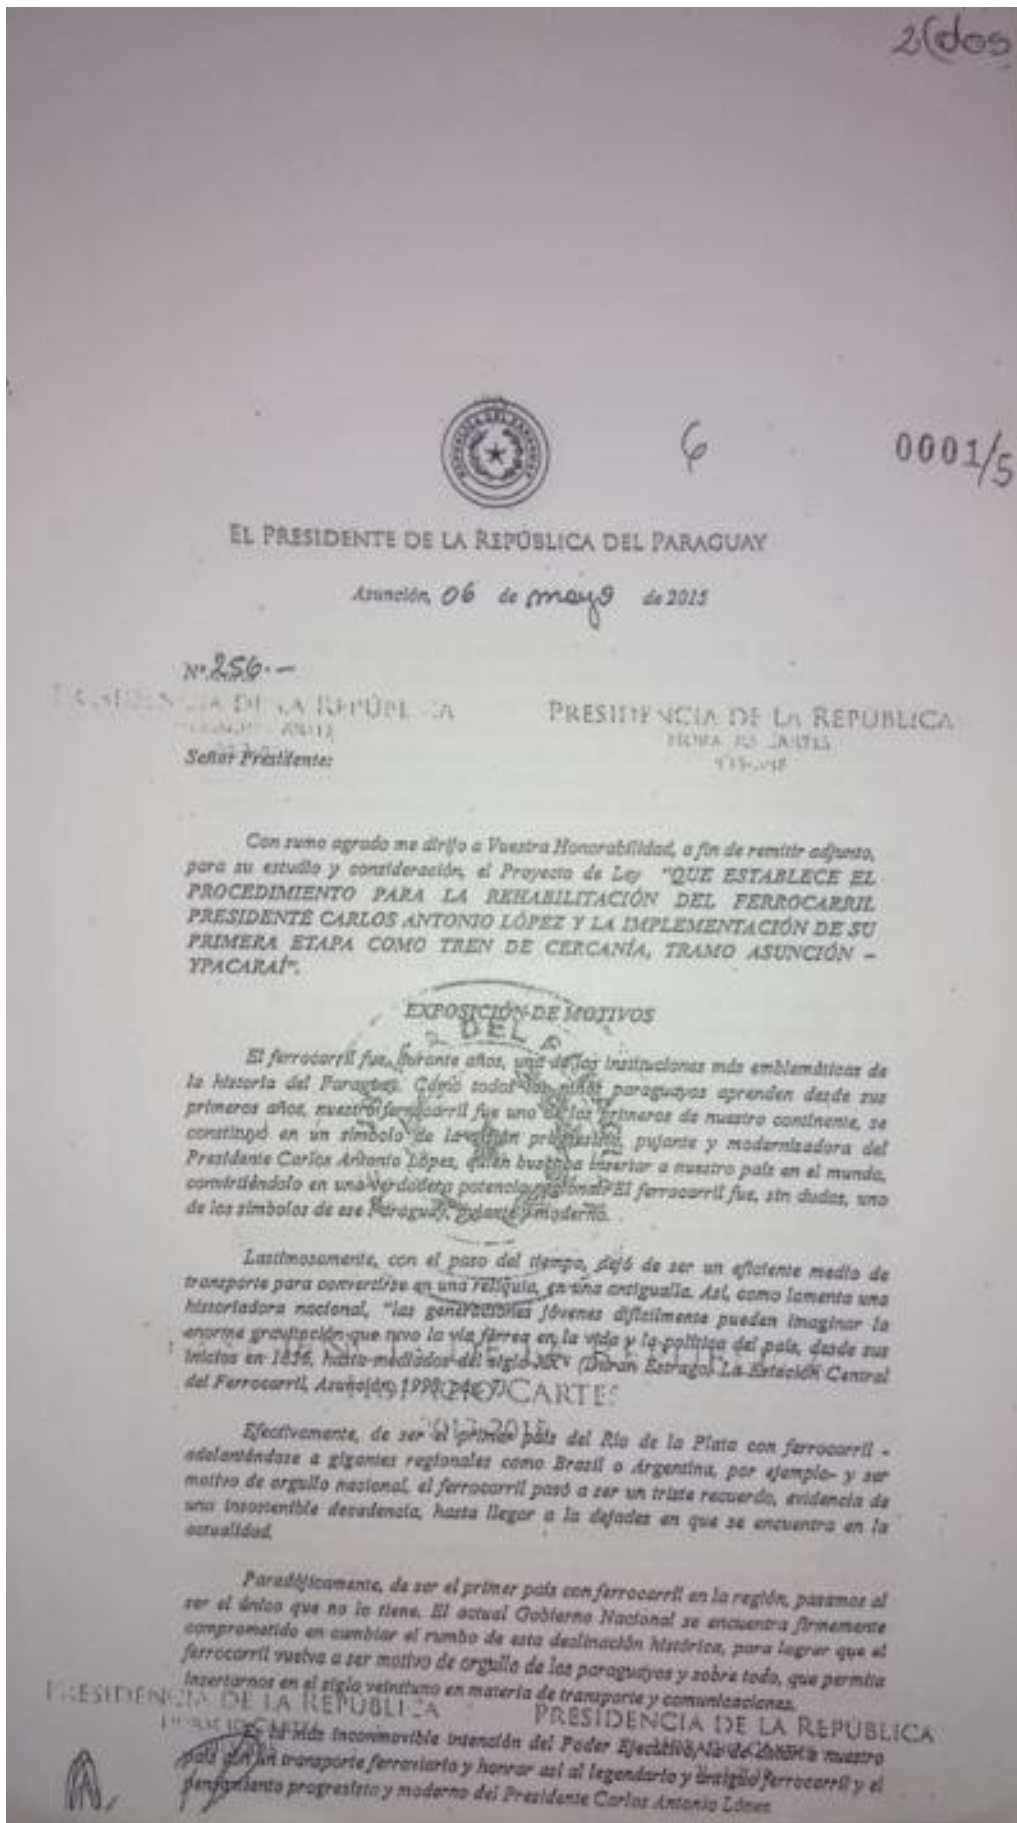 2(dos
REPUBLICA DEL PARAGUAY
6
0001/5
EL PRESIDENTE DE LA REPÚBLICA DEL PARAGUAY
Asunción, 06 de mayo de 2015
N° 256.-
DE LA REPÚBL
PRESIDENCIA DE LA REPÚBLICA
Señor Presidente:
Con sumo agrado me dirijo a Vuestra Honorabilidad, a fin de remitir adjunto,
para su estudio y consideración, el Proyecto de Ley "QUE ESTABLECE EL
PROCEDIMIENTO PARA LA REHABILITACIÓN DEL FERROCARRIL
PRESIDENTE CARLOS ANTONIO LÓPEZ Y LA IMPLEMENTACIÓN DE SU
PRIMERA ETAPA COMO TREN DE CERCANÍA, TRAMO ASUNCIÓN –
YPACARAÍ".
EXPOSICIÓN DE MOTIVOS
DEL
El ferrocarril fue, durante años, una de las instituciones más emblemáticas de
la historia del Paraguay. Como todos los niños paraguayos aprenden desde sus
primeros años, nuestro ferrocarril fue uno de los primeros de nuestro continente, se
constituyó en un símbolo de la visión progresista, pujante y modernizadora del
Presidente Carlos Antonio López, quien buscaba insertar a nuestro país en el mundo,
convirtiéndolo en una verdadera potencia regional. El ferrocarril fue, sin dudas, uno
de los símbolos de ese Paraguay, pujante y moderno.
Lastimosamente, con el paso del tiempo, dejó de ser un eficiente medio de
transporte para convertirse en una reliquia, en una antigualla. Así, como lamenta una
historiadora nacional, "las generaciones jóvenes difícilmente pueden imaginar la
enorme gravitación que tuvo la vía férrea en la vida y la política del país, desde sus
inicios en 1856, hasta mediados del siglo XX" (Durán Estragó, La Estación Central
del Ferrocarril, Asunción, 1998,
CARTES
Efectivamente, de ser el primer país del Río de la Plata con ferrocarril -
adelantándose a gigantes regionales como Brasil o Argentina, por ejemplo- y ser
motivo de orgullo nacional, el ferrocarril pasó a ser un triste recuerdo, evidencia de
una insostenible decadencia, hasta llegar a la dejadez en que se encuentra en la
actualidad.
Paradójicamente, de ser el primer país con ferrocarril en la región, pasamos al
ser el único que no lo tiene. El actual Gobierno Nacional se encuentra firmemente
comprometido en cambiar el rumbo de esta declinación histórica, para lograr que el
ferrocarril vuelva a ser motivo de orgullo de los paraguayos y sobre todo, que permita
insertarnos en el siglo veintiuno en materia de transporte y comunicaciones.
PRESIDENCIA DE LA REPÚBLICA
PRESIDENCIA DE LA REPÚBLICA
la más inconmovible intención del Poder Ejecutivo, la de dotar a nuestro
país con un transporte ferroviario y honrar así al legendario y antiguo ferrocarril y el
pensamiento progresista y moderno del Presidente Carlos Antonio López